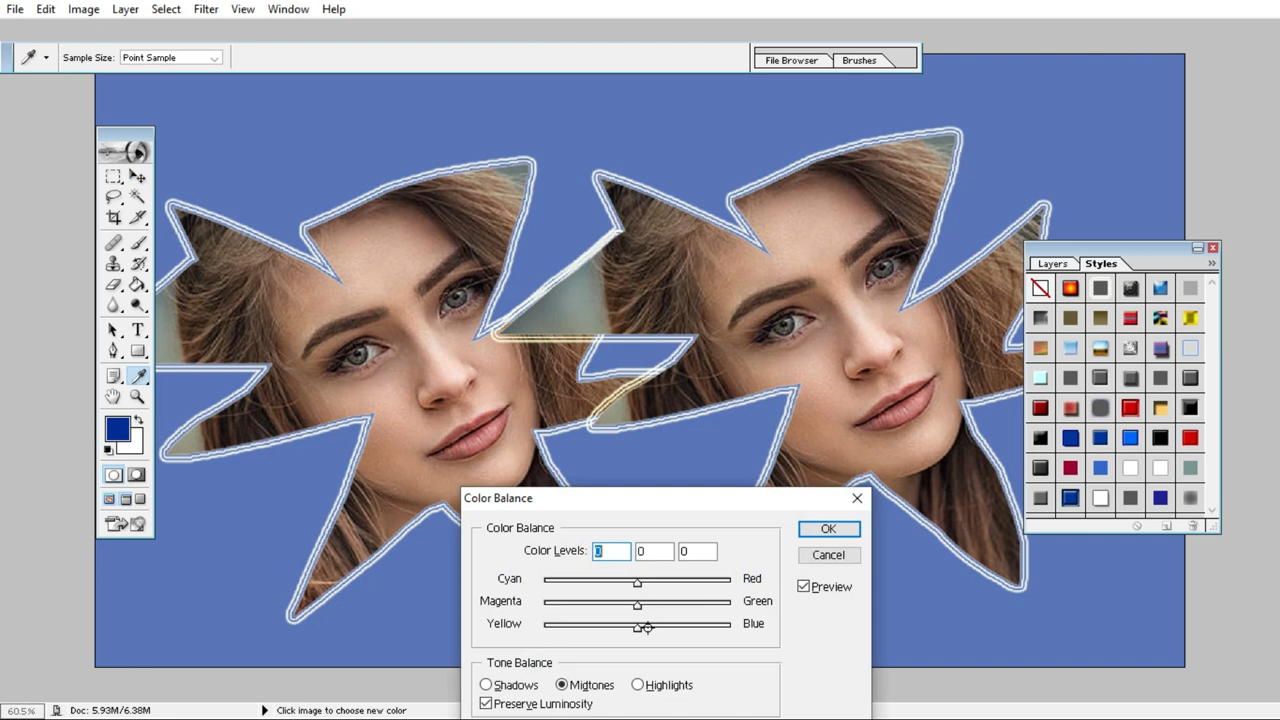 File Edit Image Layer Select Filter View Window Help
Sample Size: Point Sample
File Browser Brushes
Layers Styles
Color Balance
Color Balance
OK
Color Levels: 0 0 0
Cancel
Cyan Red
Preview
Magenta Green
Yellow Blue
Tone Balance
Shadows Midtones Highlights
Preserve Luminosity
60.5% Doc: 5.93M/6.38M Click image to choose new color